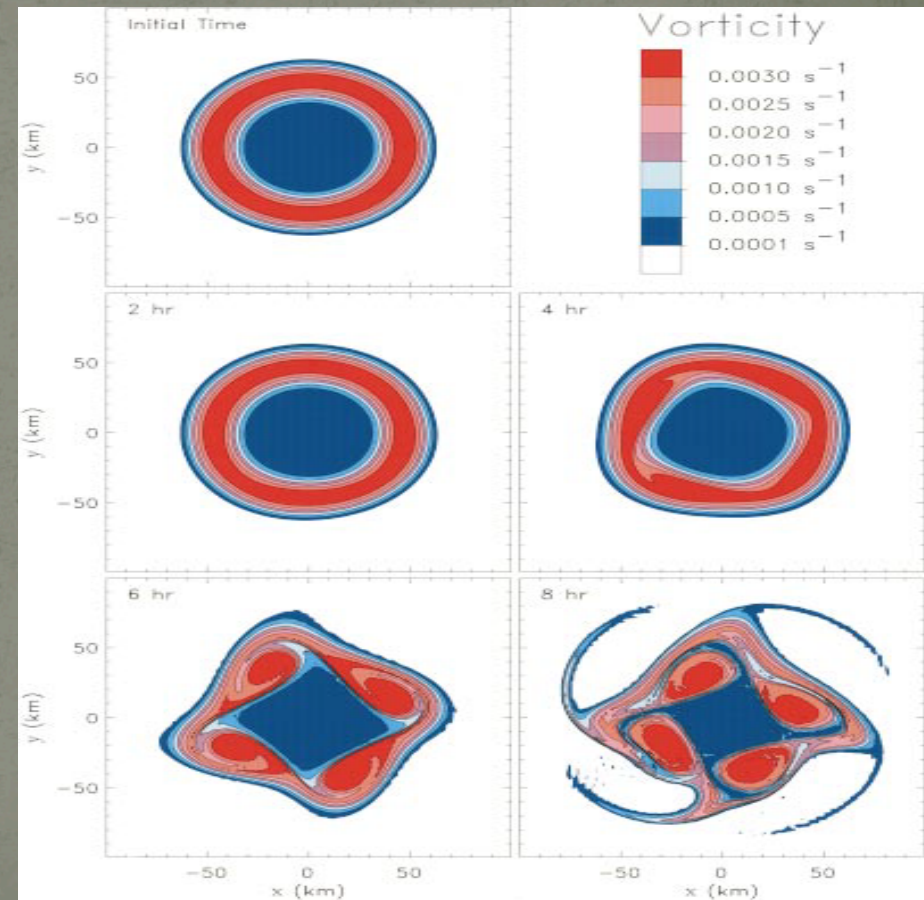 Initial Time
Vorticity
0.0030 s⁻¹
0.0025 s⁻¹
0.0020 s⁻¹
0.0015 s⁻¹
0.0010 s⁻¹
0.0005 s⁻¹
0.0001 s⁻¹
y (km)
50
0
-50
2 hr
4 hr
y (km)
50
0
-50
6 hr
8 hr
y (km)
50
0
-50
-50 0 50
x (km)
-50 0 50
x (km)